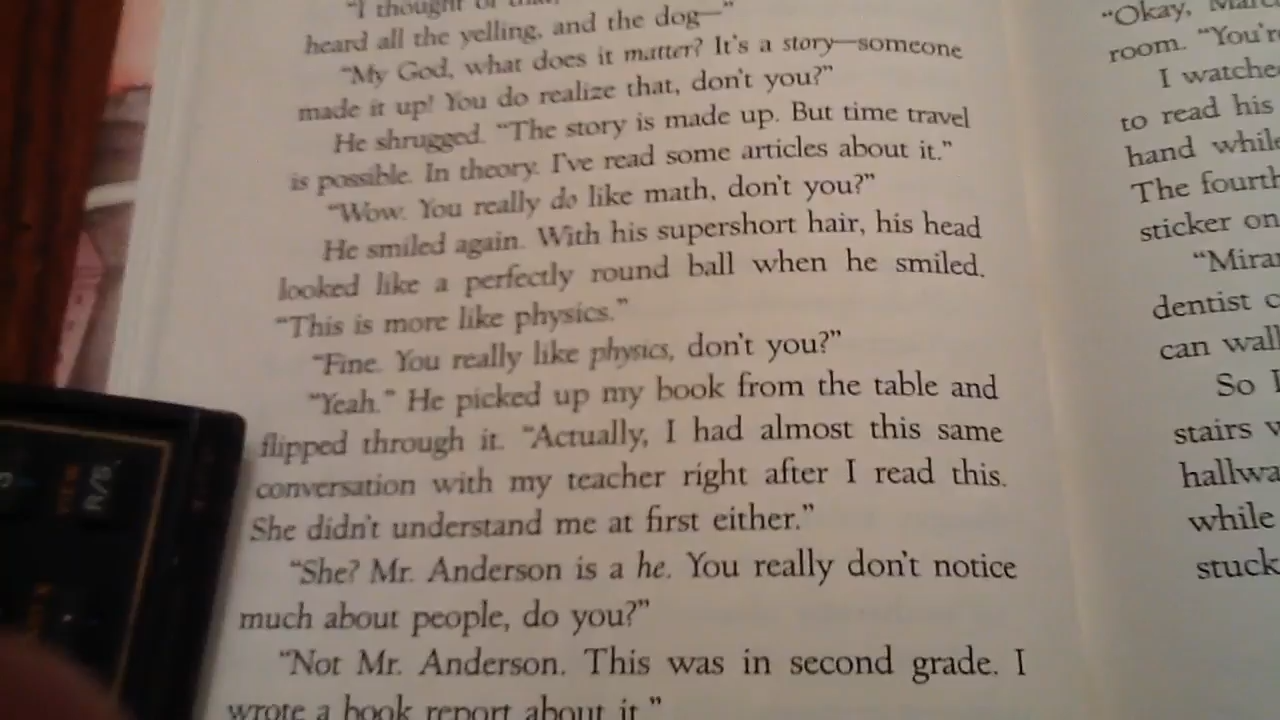 "I thought of that,
heard all the yelling, and the dog—"
"My God, what does it matter? It's a story—someone
made it up! You do realize that, don't you?"
He shrugged. "The story is made up. But time travel
is possible. In theory. I've read some articles about it."
"Wow. You really do like math, don't you?"
He smiled again. With his supershort hair, his head
looked like a perfectly round ball when he smiled.
"This is more like physics."
"Fine. You really like physics, don't you?"
"Yeah." He picked up my book from the table and
flipped through it. "Actually, I had almost this same
conversation with my teacher right after I read this.
She didn't understand me at first either."
"She? Mr. Anderson is a he. You really don't notice
much about people, do you?"
"Not Mr. Anderson. This was in second grade. I
wrote a book report about it."
"Okay,
room. "You're
I watche
to read his
hand while
The fourth
sticker on
"Mira
dentist
can wal
So I
stairs
hallwa
while
stuck